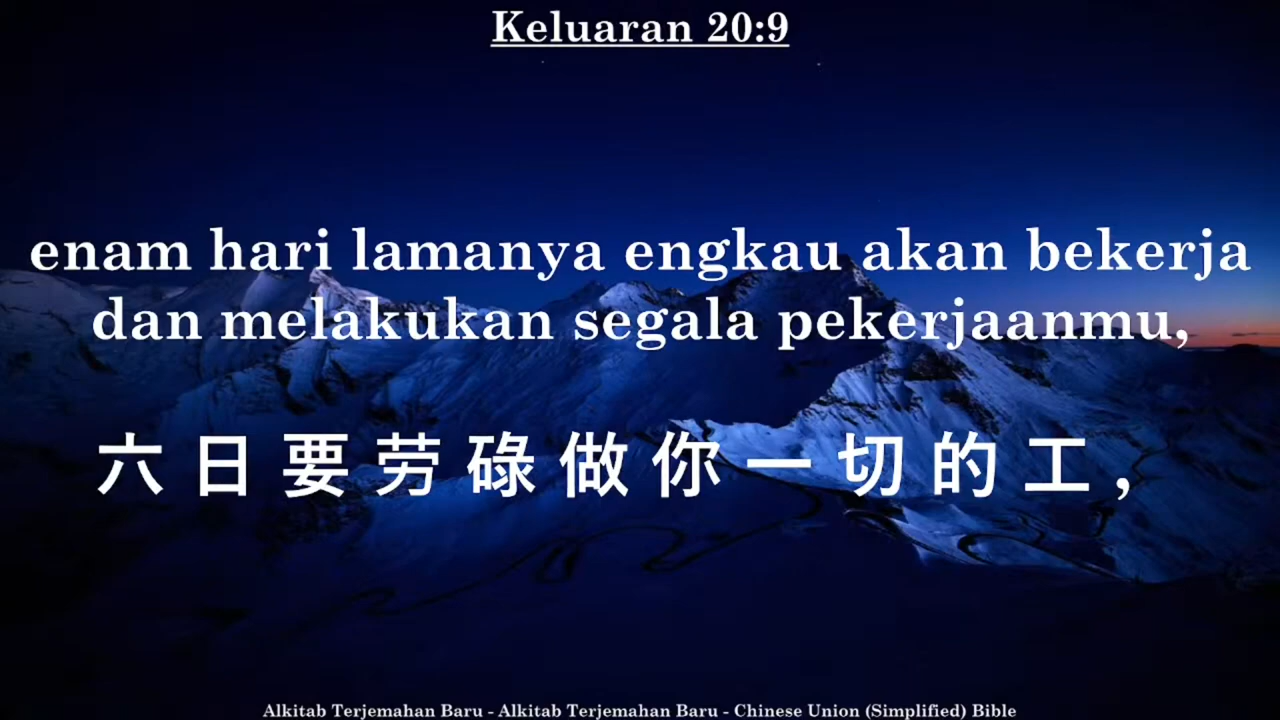 Keluaran 20:9
enam hari lamanya engkau akan bekerja
dan melakukan segala pekerjaanmu,
六日要劳碌做你一切的工,
Alkitab Terjemahan Baru - Alkitab Terjemahan Baru - Chinese Union (Simplified) Bible